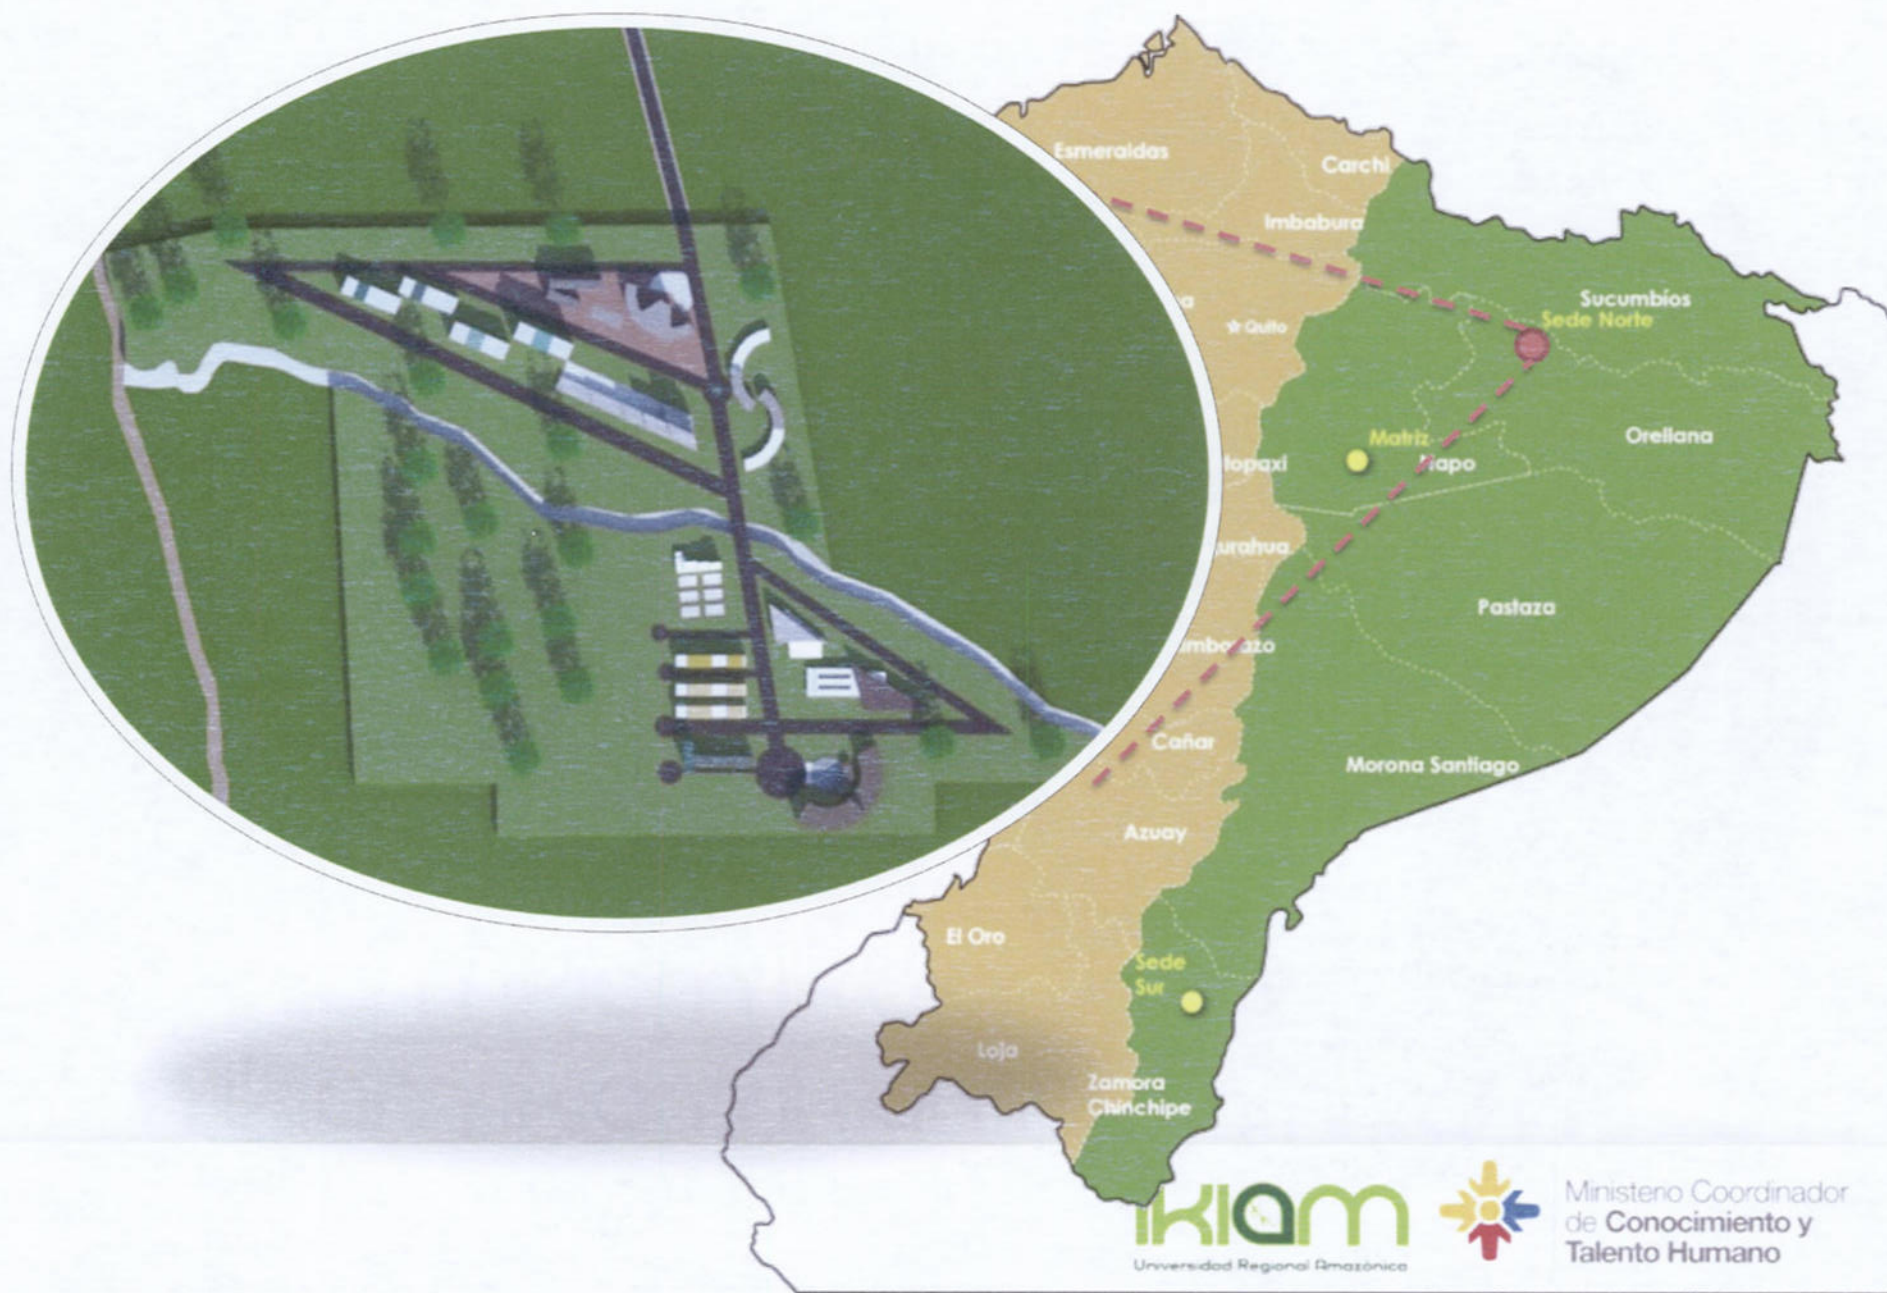 Esmeraldas
Carchi
Imbabura
Quito
Sucumbíos
Sede Norte
Orellana
Matriz
Napo
Pastaza
Cañar
Morona Santiago
Azuay
El Oro
Sede
Sur
Loja
Zamora
Chinchipe
ikiam
Universidad Regional Amazónica
Ministerio Coordinador
de Conocimiento y
Talento Humano